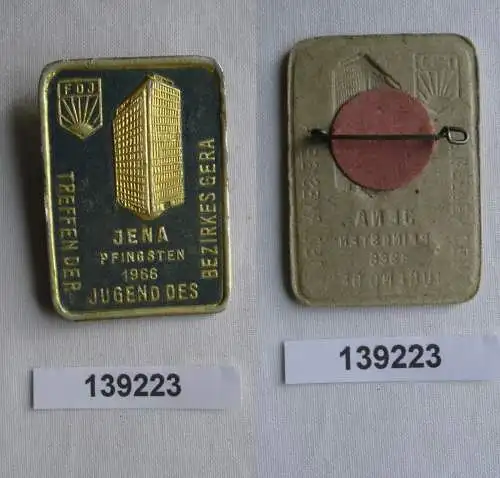 FDJ
TREFFEN DER
JUGEND DES
BEZIRKES GERA
JENA
PFINGSTEN
1966
139223
139223